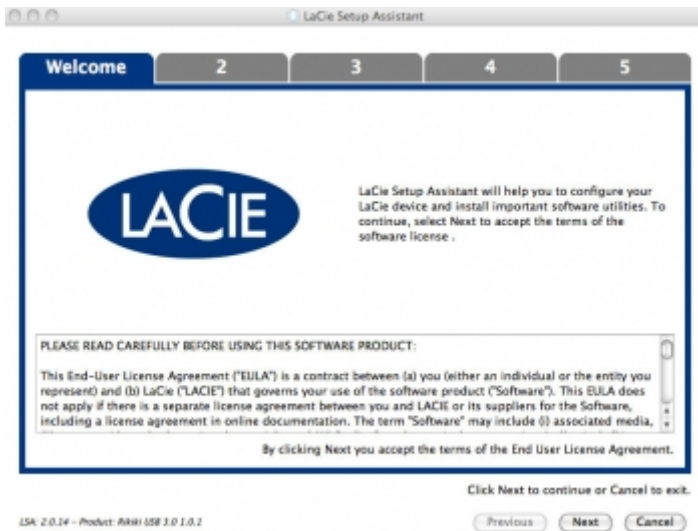 LaCie Setup Assistant
Welcome 2 3 4 5
LACIE
LaCie Setup Assistant will help you to configure your
LaCie device and install important software utilities. To
continue, select Next to accept the terms of the
software license .
PLEASE READ CAREFULLY BEFORE USING THIS SOFTWARE PRODUCT:
This End-User License Agreement ("EULA") is a contract between (a) you (either an individual or the entity you
represent) and (b) LaCie ("LACIE") that governs your use of the software product ("Software"). This EULA does
not apply if there is a separate license agreement between you and LACIE or its suppliers for the Software,
including a license agreement in online documentation. The term "Software" may include (i) associated media,
By clicking Next you accept the terms of the End User License Agreement.
Click Next to continue or Cancel to exit.
LSA: 2.0.14 - Product: Rikiki USB 3.0 1.0.2
Previous Next Cancel